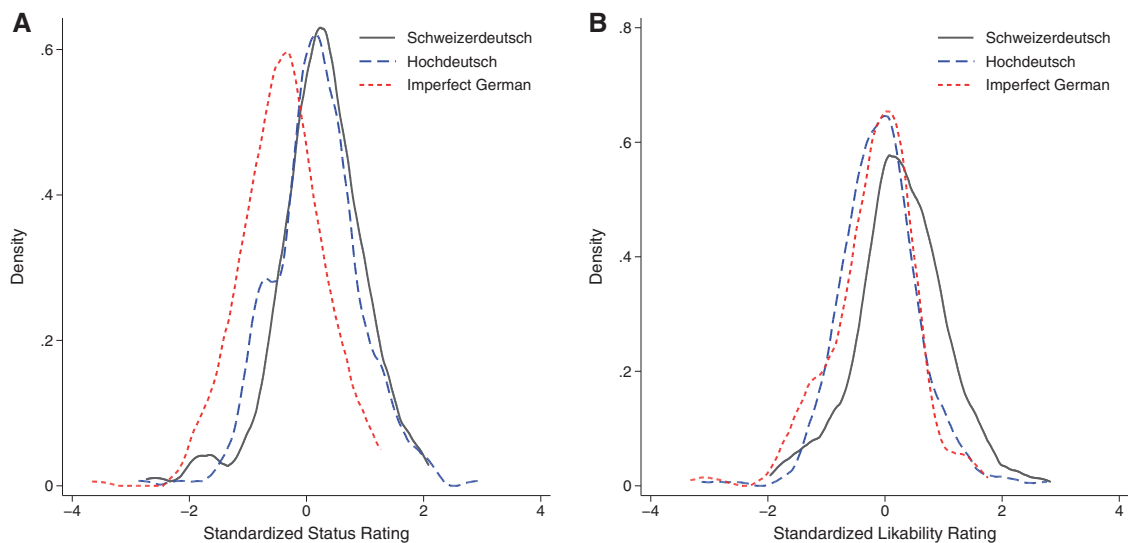 A
Density
.6
.4
.2
0
−4
−2
0
2
4
Standardized Status Rating
Schweizerdeutsch
Hochdeutsch
Imperfect German
B
Density
.8
.6
.4
.2
0
−4
−2
0
2
4
Standardized Likability Rating
Schweizerdeutsch
Hochdeutsch
Imperfect German